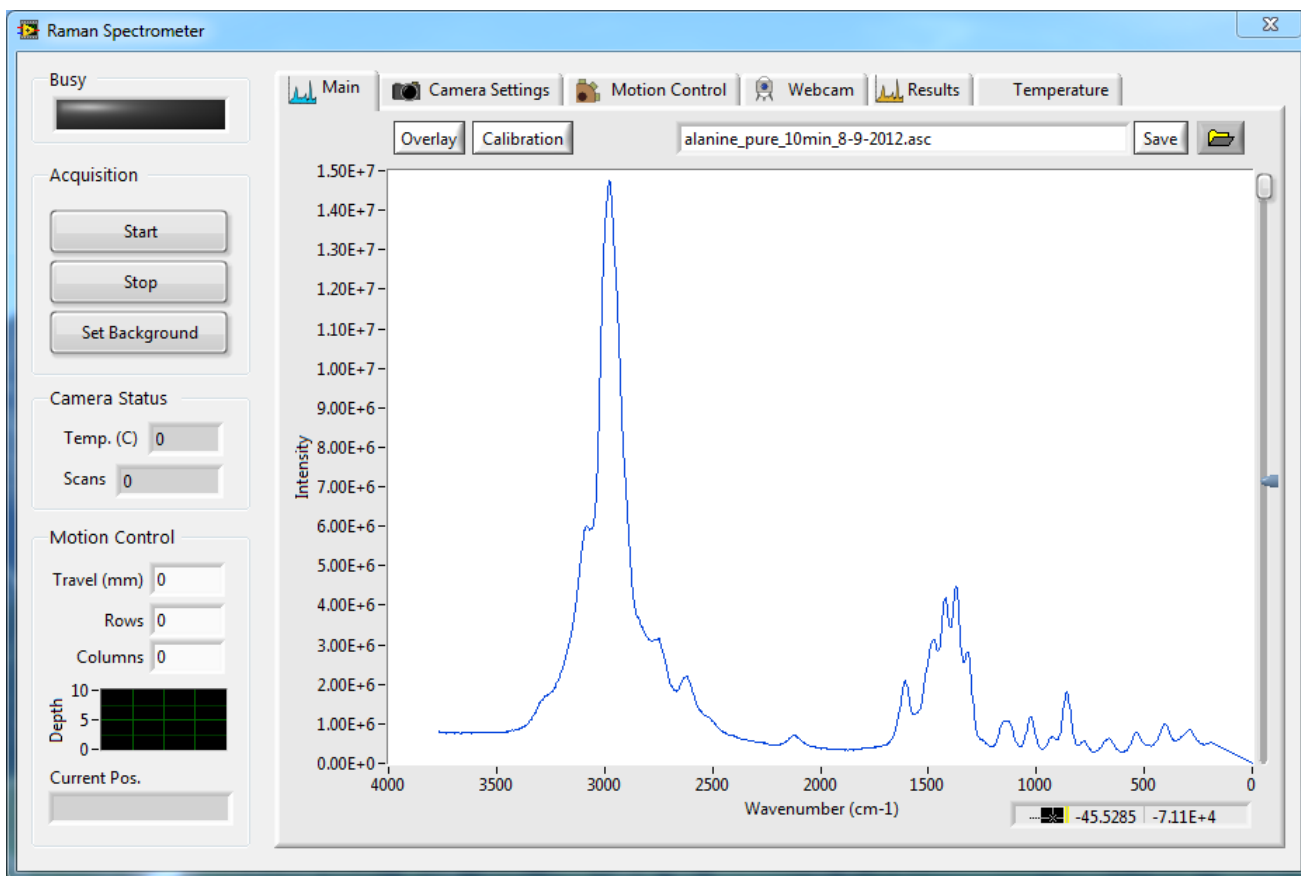 Raman Spectrometer
Busy
Acquisition
Start
Stop
Set Background
Camera Status
Temp. (C) 0
Scans 0
Motion Control
Travel (mm) 0
Rows 0
Columns 0
Depth
10
5
0
Current Pos.
Main Camera Settings Motion Control Webcam Results Temperature
Overlay Calibration alanine_pure_10min_8-9-2012.asc Save
Intensity
1.50E+7
1.40E+7
1.30E+7
1.20E+7
1.10E+7
1.00E+7
9.00E+6
8.00E+6
7.00E+6
6.00E+6
5.00E+6
4.00E+6
3.00E+6
2.00E+6
1.00E+6
0.00E+0
4000 3500 3000 2500 2000 1500 1000 500 0
Wavenumber (cm-1)
-45.5285 -7.11E+4